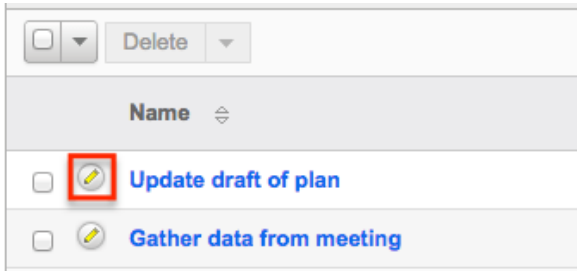 Delete
Name
Update draft of plan
Gather data from meeting